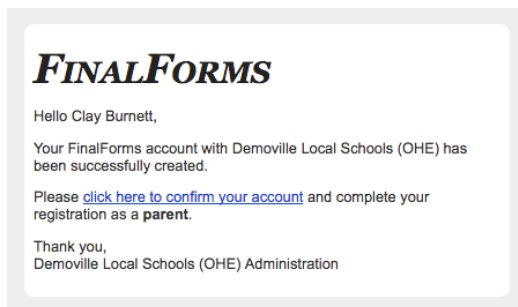 FINALFORMS
Hello Clay Burnett,
Your FinalForms account with Demoville Local Schools (OHE) has
been successfully created.
Please click here to confirm your account and complete your
registration as a parent.
Thank you,
Demoville Local Schools (OHE) Administration